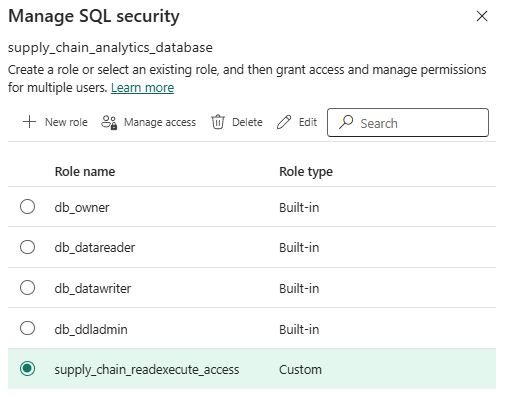 Manage SQL security
supply_chain_analytics_database
Create a role or select an existing role, and then grant access and manage permissions
for multiple users. Learn more
New role Manage access Delete Edit Search
Role name Role type
db_owner Built-in
db_datareader Built-in
db_datawriter Built-in
db_ddladmin Built-in
supply_chain_readexecute_access Custom